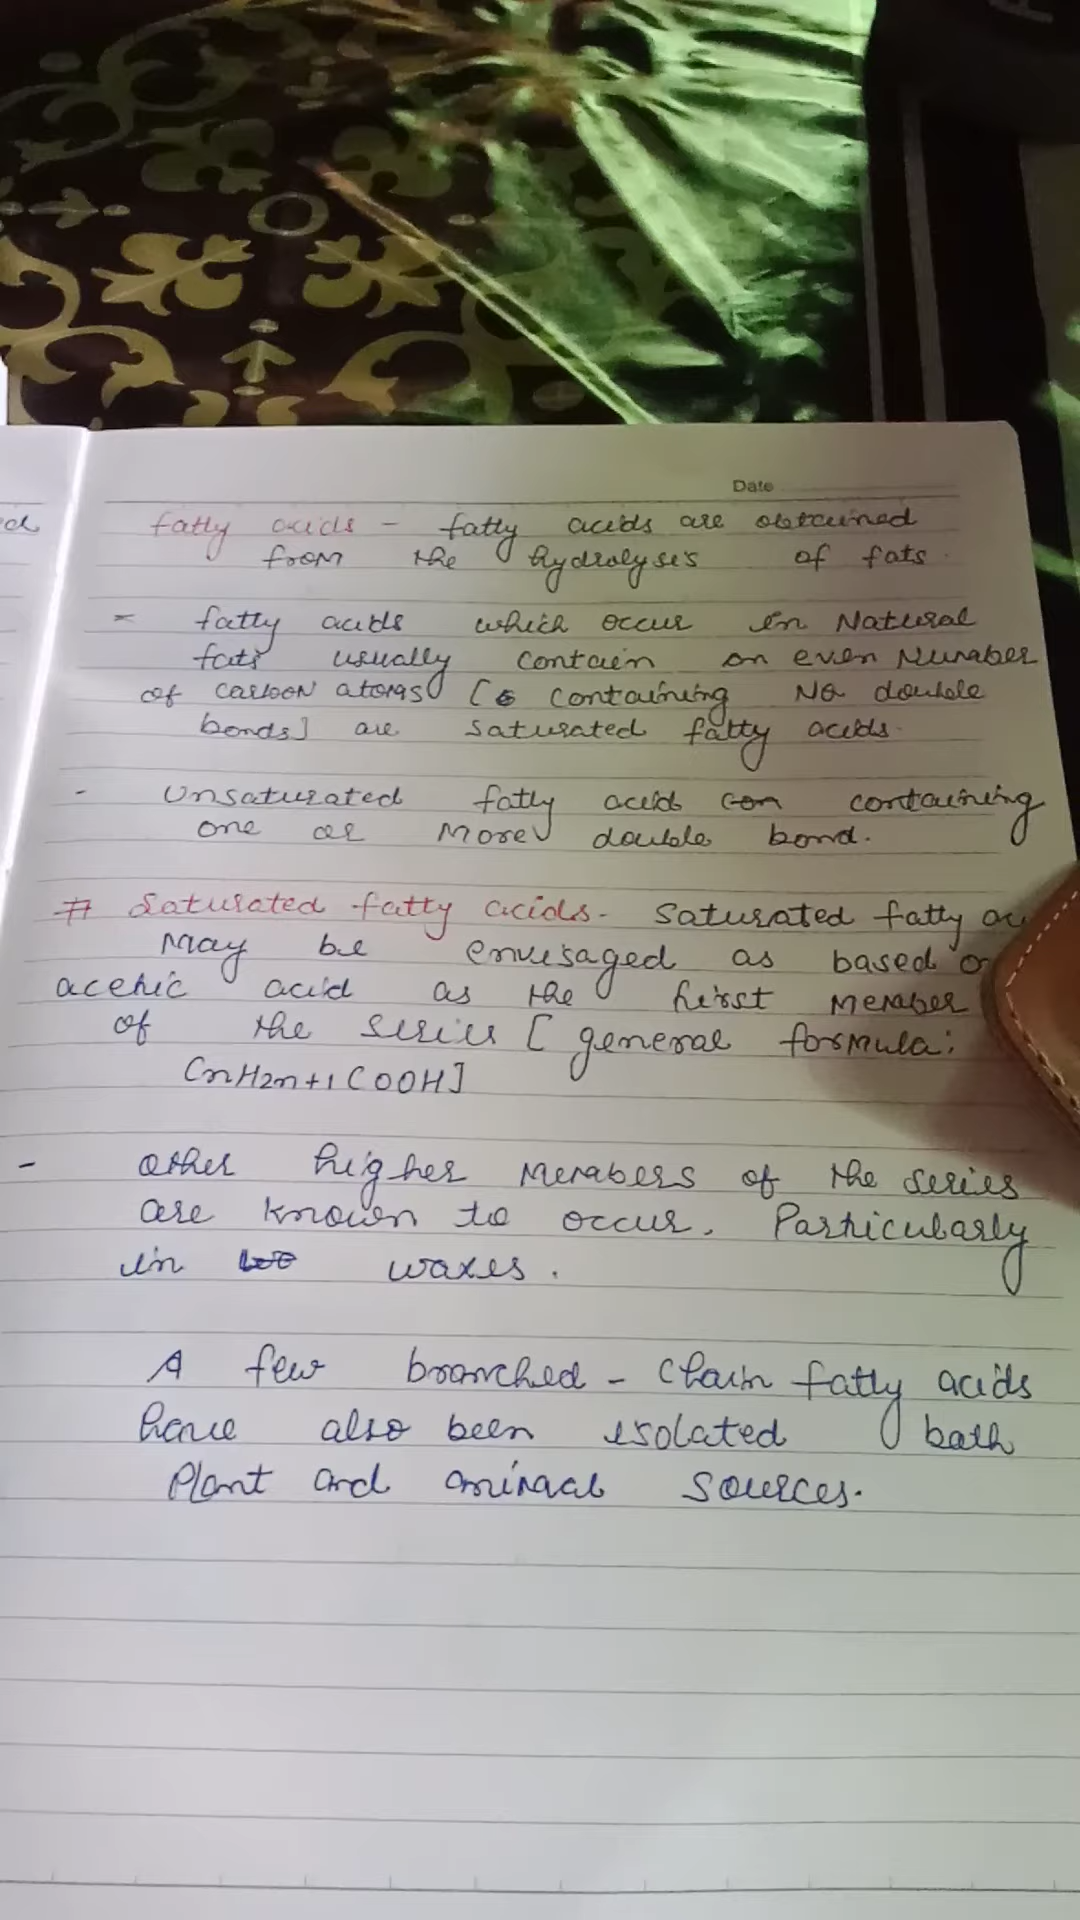 Date
ed
fatty acids - fatty acids are obtained
from the hydrolysis of fats.
= fatty acids which occur in Natural
fats usually contain an even Number
of carbon atoms [ containing No double
bonds] are saturated fatty acids.
- Unsaturated fatty acid con containing
one or More double bond.
# Saturated fatty acids - saturated fatty ac
May be envisaged as based o
acetic acid as the first Member
of the series [ general formula:
CnH2n+1COOH]
- Other higher Members of the series
are known to occur. Particularly
in waxes.
A few branched - Chain fatty acids
have also been isolated bath
Plant and animal sources.